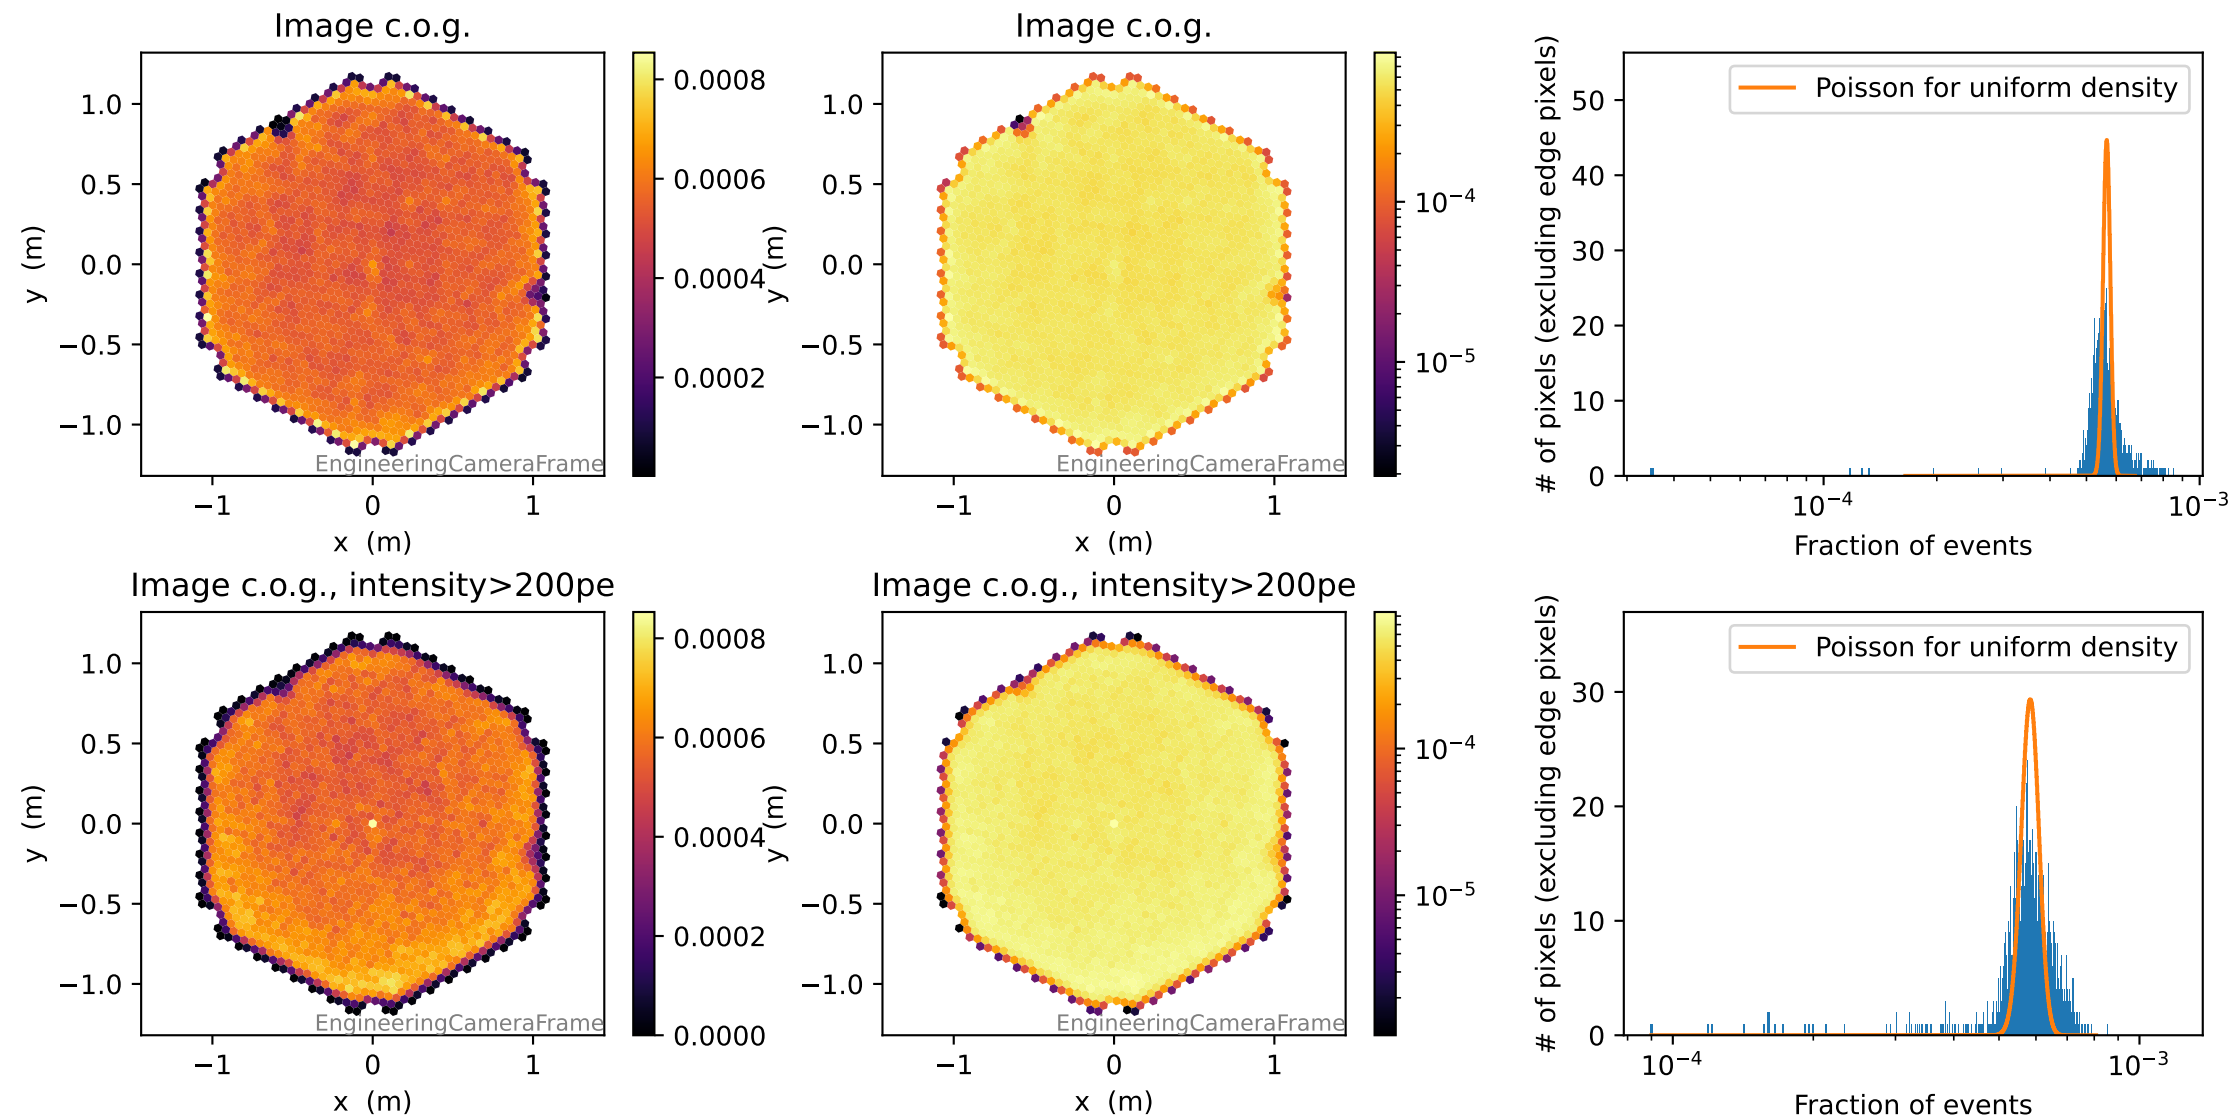 Image c.o.g.
1.0
0.5
0.0
−0.5
−1.0
y (m)
−1
0
1
x (m)
EngineeringCameraFrame
0.0008
0.0006
0.0004
0.0002
Image c.o.g.
1.0
0.5
0.0
−0.5
−1.0
y (m)
−1
0
1
x (m)
EngineeringCameraFrame
10⁻⁴
10⁻⁵
# of pixels (excluding edge pixels)
50
40
30
20
10
0
Poisson for uniform density
10⁻⁴
10⁻³
Fraction of events
Image c.o.g., intensity>200pe
1.0
0.5
0.0
−0.5
−1.0
y (m)
−1
0
1
x (m)
EngineeringCameraFrame
0.0008
0.0006
0.0004
0.0002
0.0000
Image c.o.g., intensity>200pe
1.0
0.5
0.0
−0.5
−1.0
y (m)
−1
0
1
x (m)
EngineeringCameraFrame
10⁻⁴
10⁻⁵
# of pixels (excluding edge pixels)
30
20
10
0
Poisson for uniform density
10⁻⁴
10⁻³
Fraction of events